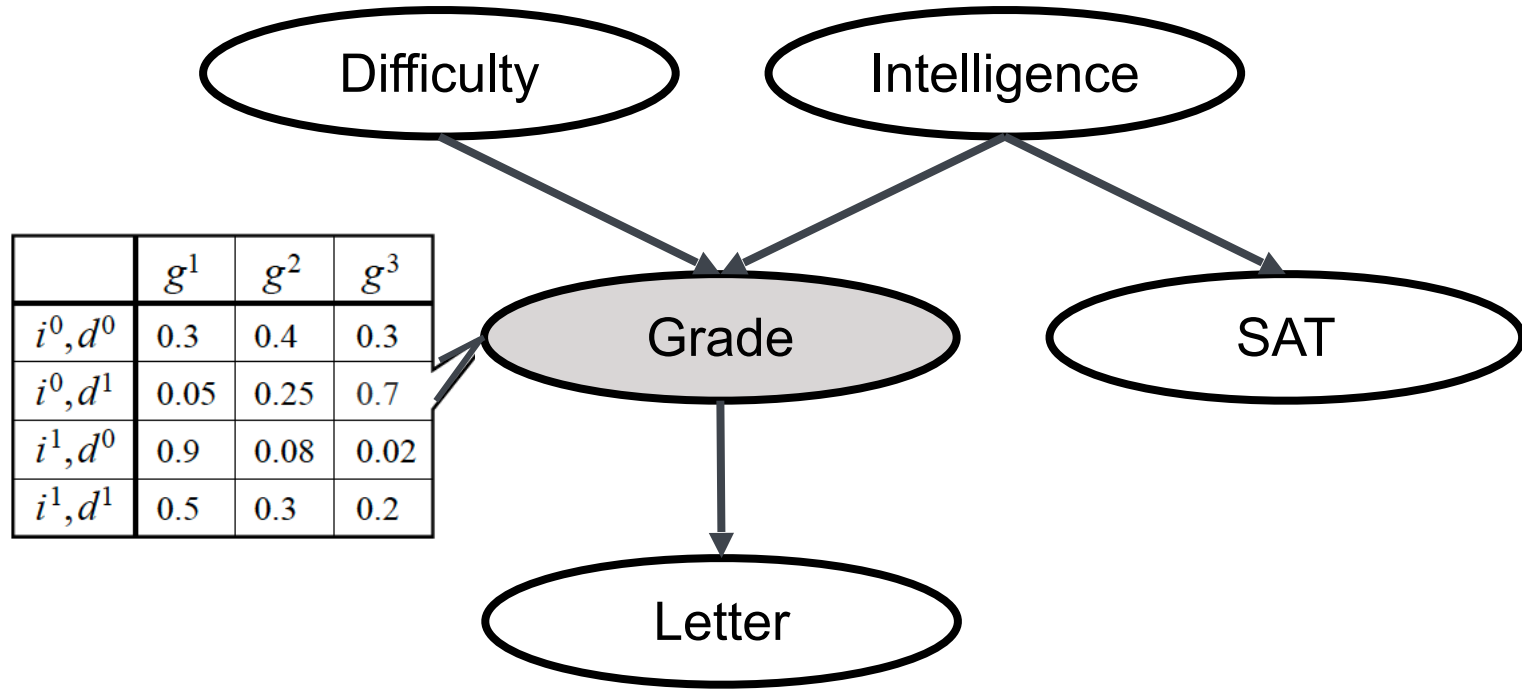 Difficulty Intelligence
g¹ g² g³
i⁰,d⁰ 0.3 0.4 0.3
i⁰,d¹ 0.05 0.25 0.7
i¹,d⁰ 0.9 0.08 0.02
i¹,d¹ 0.5 0.3 0.2
Grade SAT
Letter